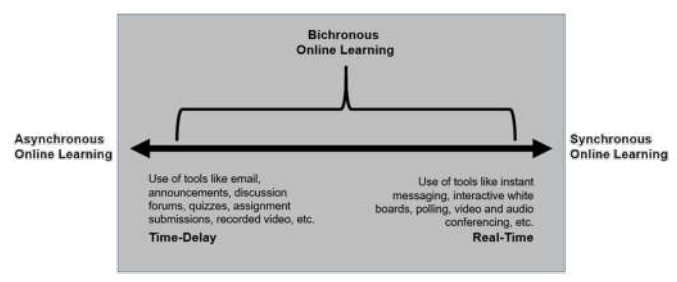 Bichronous
Online Learning
Asynchronous
Online Learning
Synchronous
Online Learning
Use of tools like email,
announcements, discussion
forums, quizzes, assignment
submissions, recorded video, etc.
Time-Delay
Use of tools like instant
messaging, interactive white
boards, polling, video and audio
conferencing, etc.
Real-Time